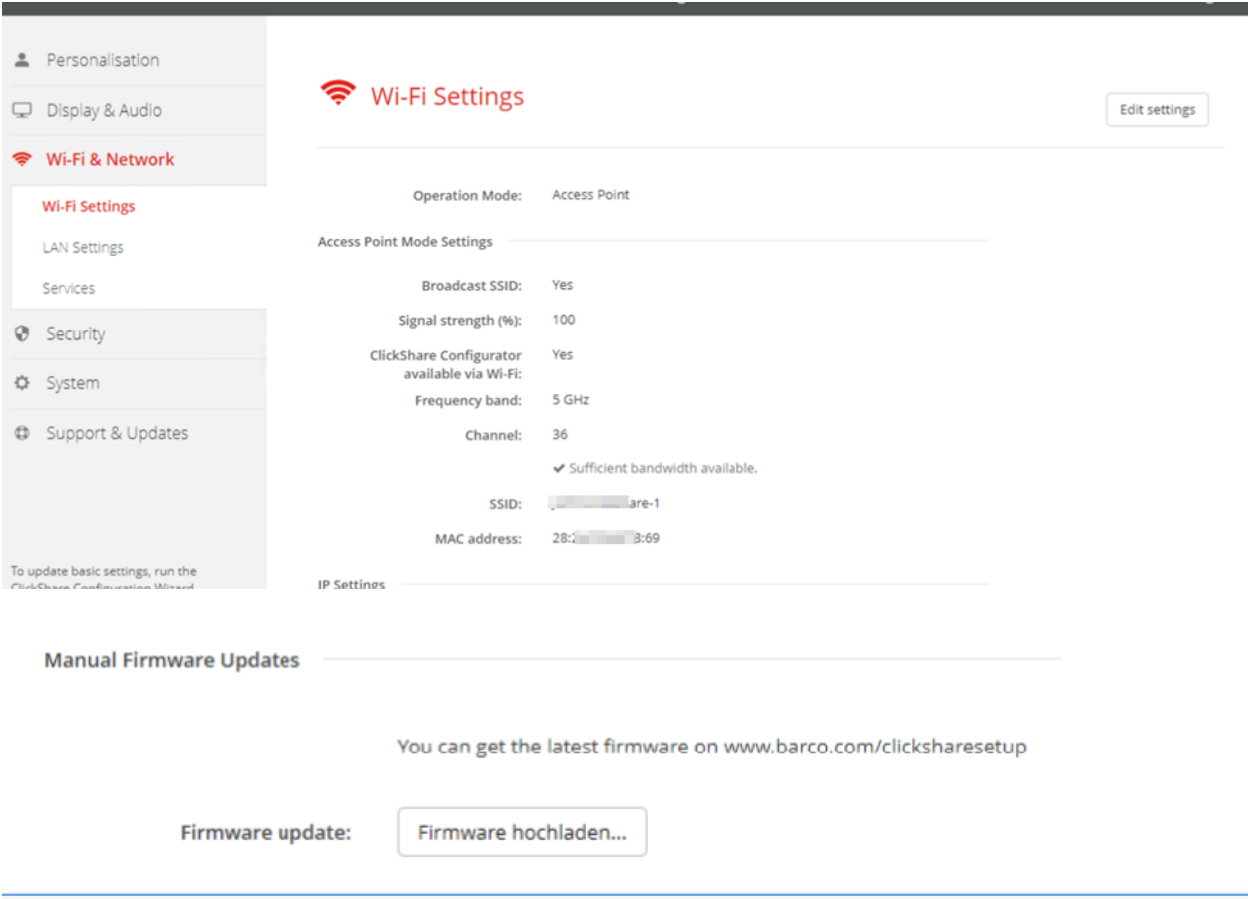 Personalisation
Display & Audio
Wi-Fi & Network
Wi-Fi Settings
LAN Settings
Services
Security
System
Support & Updates
To update basic settings, run the
ClickShare Configuration Wizard
Wi-Fi Settings
Edit settings
Operation Mode: Access Point
Access Point Mode Settings
Broadcast SSID: Yes
Signal strength (%): 100
ClickShare Configurator Yes
available via Wi-Fi:
Frequency band: 5 GHz
Channel: 36
✔ Sufficient bandwidth available.
SSID: are-1
MAC address: 28: 8:69
IP Settings
Manual Firmware Updates
You can get the latest firmware on www.barco.com/clicksharesetup
Firmware update: Firmware hochladen...